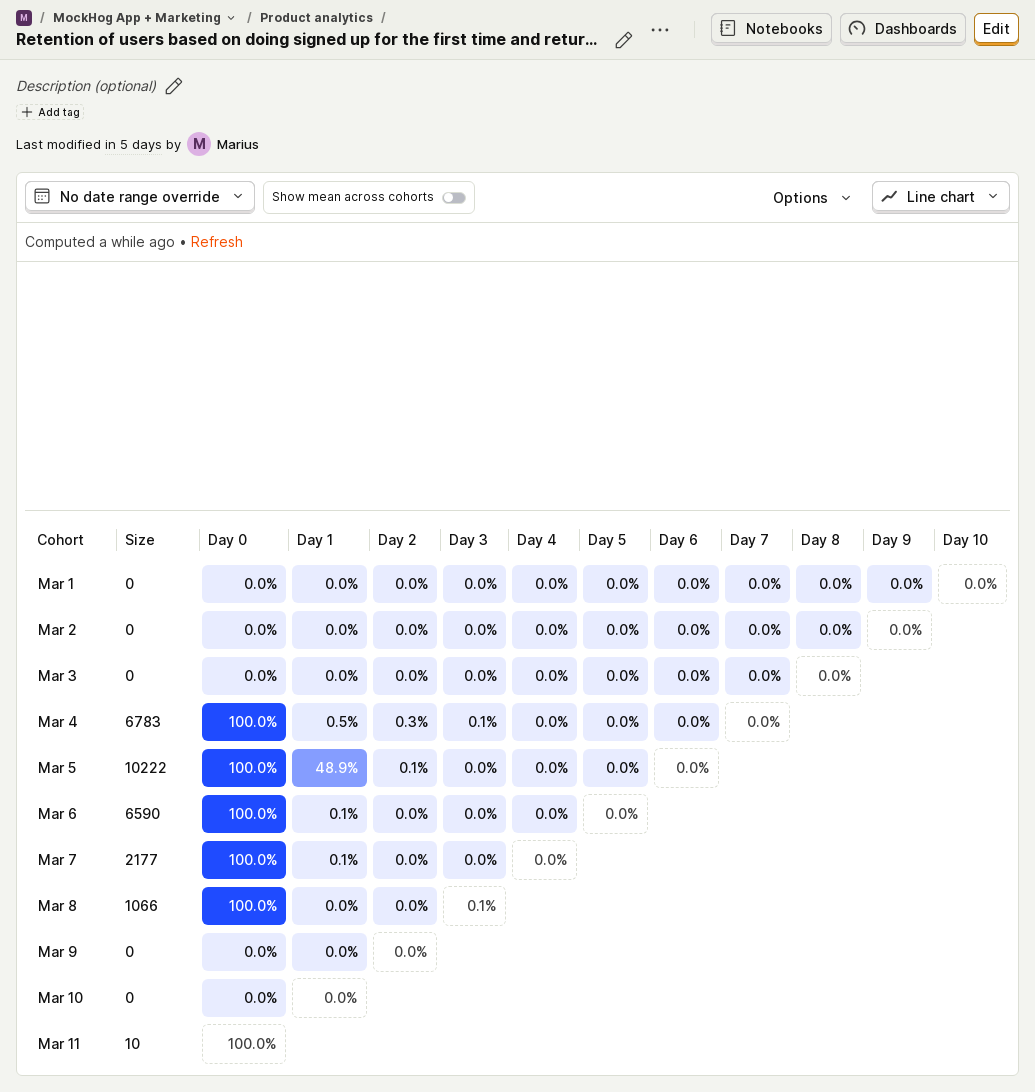 M / MockHog App + Marketing / Product analytics /
Retention of users based on doing signed up for the first time and retur...
Notebooks Dashboards Edit
Description (optional)
Add tag
Last modified in 5 days by M Marius
No date range override Show mean across cohorts Options Line chart
Computed a while ago • Refresh
Cohort Size Day 0 Day 1 Day 2 Day 3 Day 4 Day 5 Day 6 Day 7 Day 8 Day 9 Day 10
Mar 1 0 0.0% 0.0% 0.0% 0.0% 0.0% 0.0% 0.0% 0.0% 0.0% 0.0% 0.0%
Mar 2 0 0.0% 0.0% 0.0% 0.0% 0.0% 0.0% 0.0% 0.0% 0.0% 0.0%
Mar 3 0 0.0% 0.0% 0.0% 0.0% 0.0% 0.0% 0.0% 0.0% 0.0%
Mar 4 6783 100.0% 0.5% 0.3% 0.1% 0.0% 0.0% 0.0% 0.0%
Mar 5 10222 100.0% 48.9% 0.1% 0.0% 0.0% 0.0% 0.0%
Mar 6 6590 100.0% 0.1% 0.0% 0.0% 0.0% 0.0%
Mar 7 2177 100.0% 0.1% 0.0% 0.0% 0.0%
Mar 8 1066 100.0% 0.0% 0.0% 0.1%
Mar 9 0 0.0% 0.0% 0.0%
Mar 10 0 0.0% 0.0%
Mar 11 10 100.0%